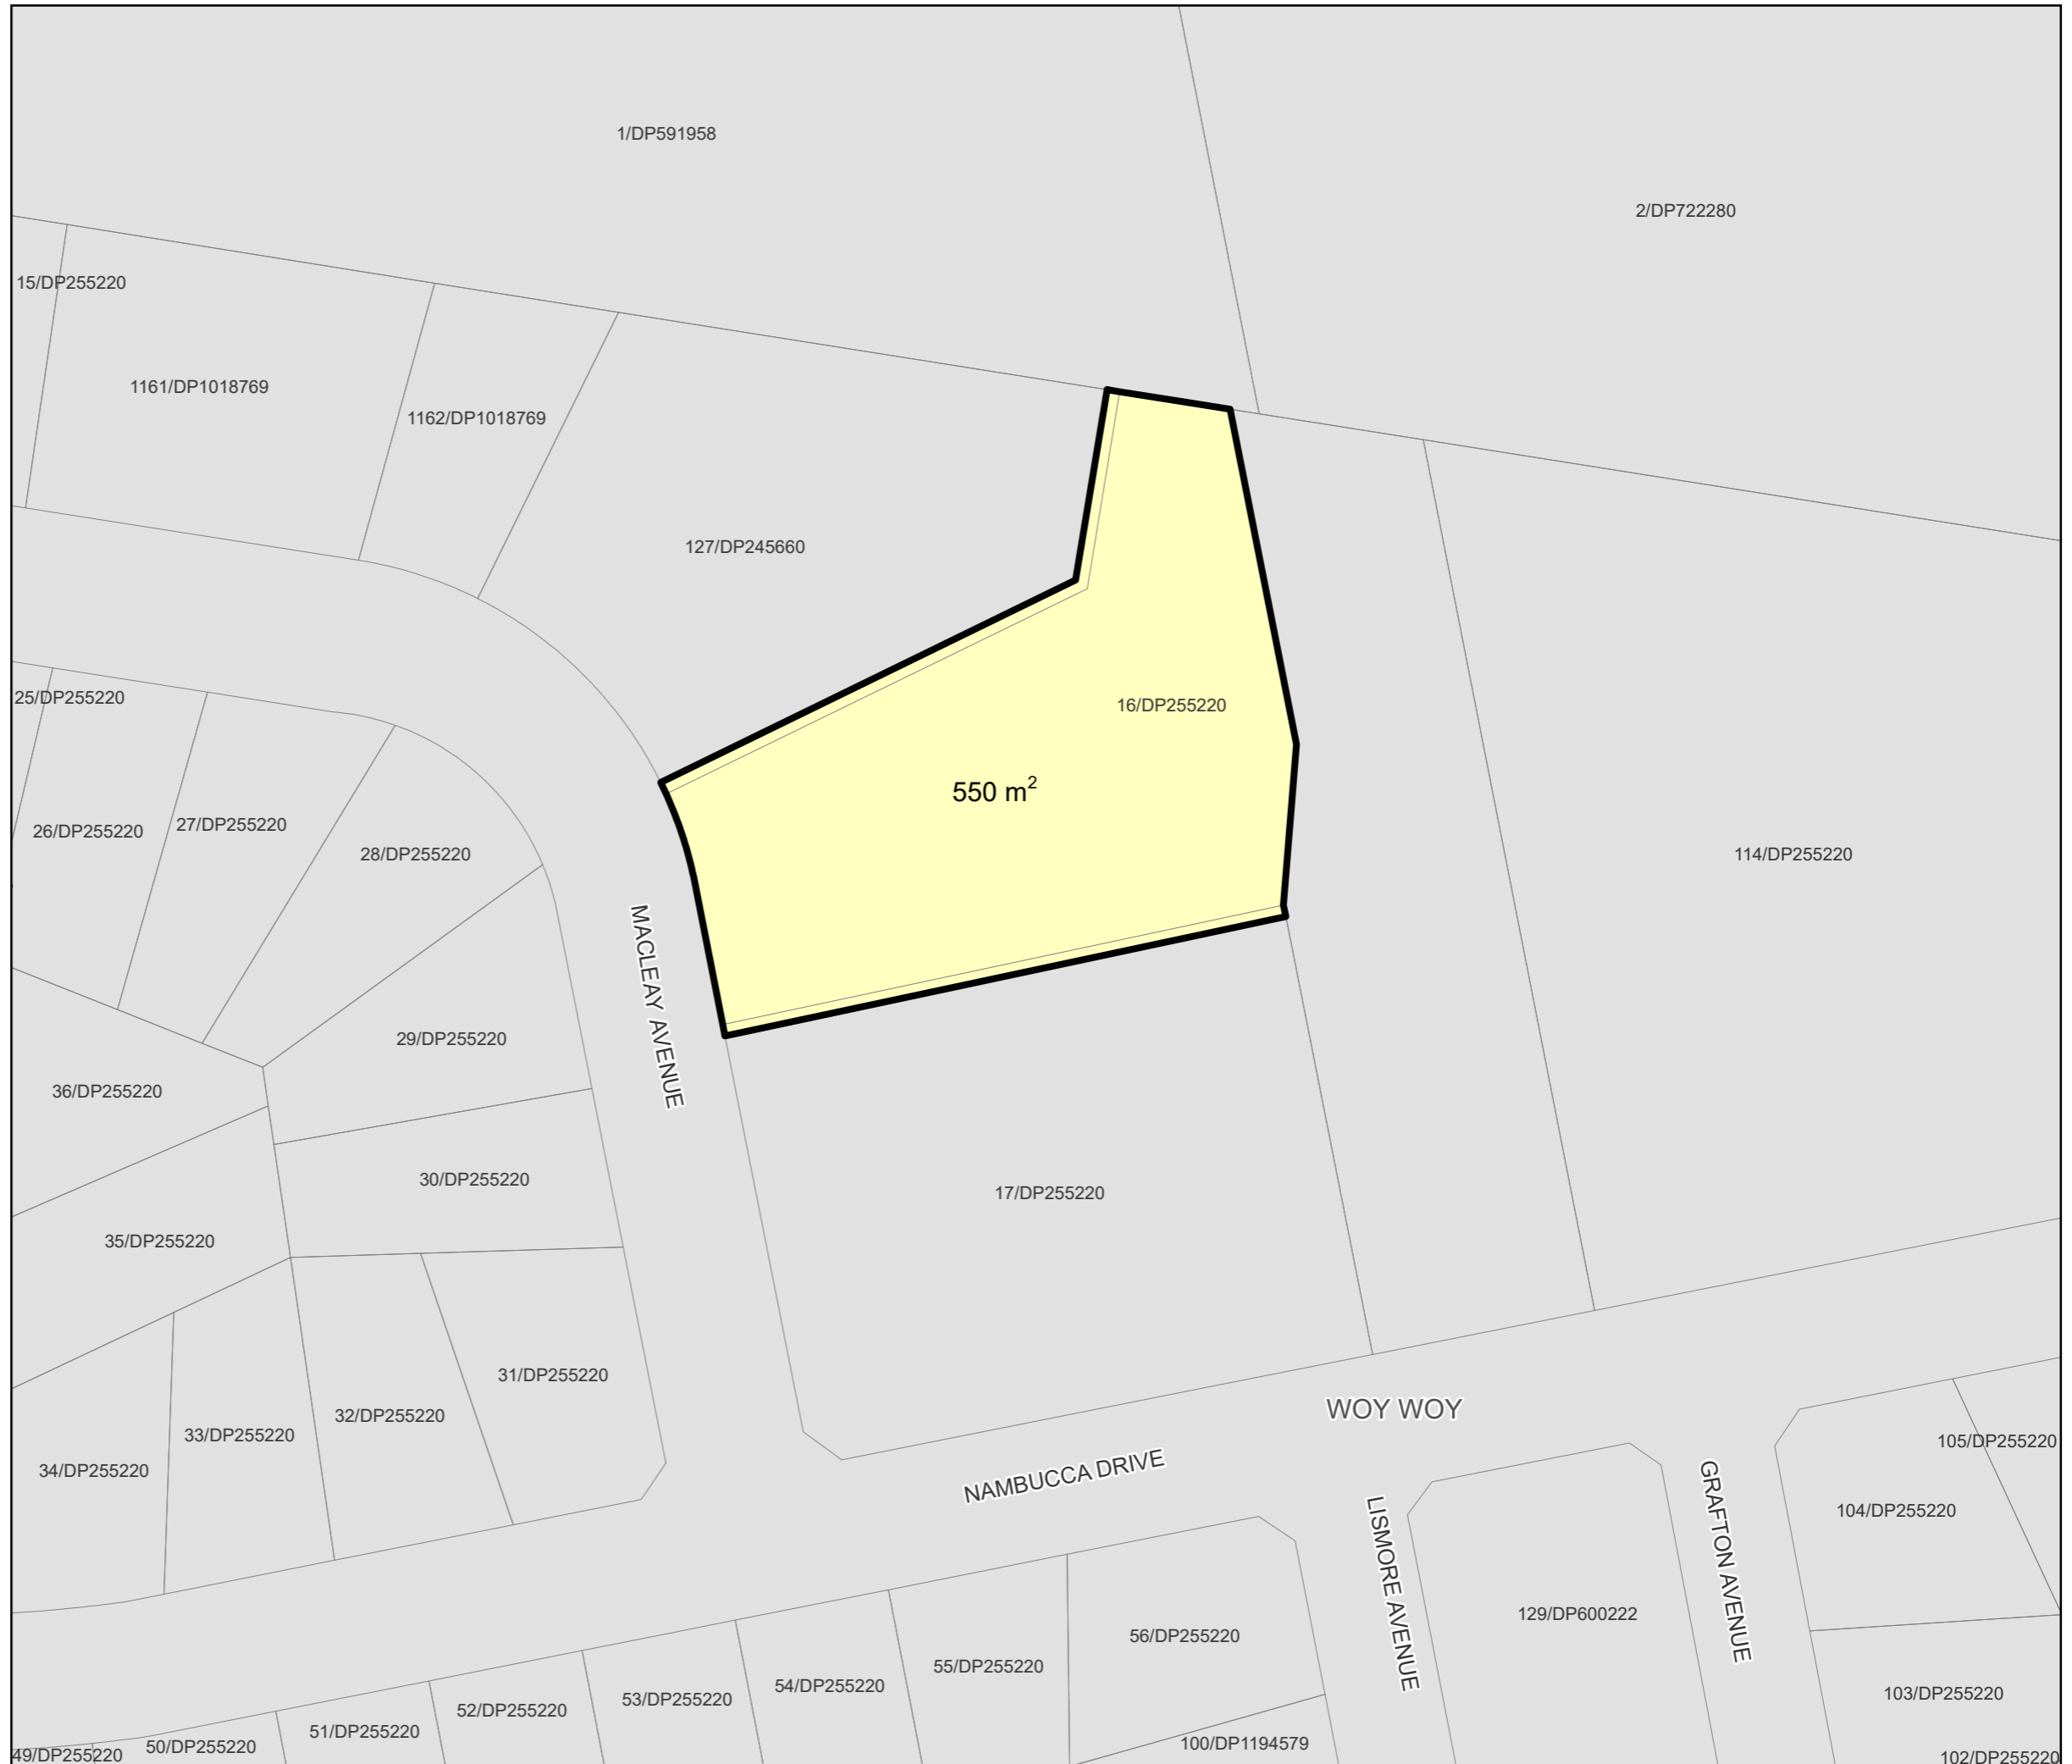 1/DP591958
2/DP722280
15/DP255220
1161/DP1018769
1162/DP1018769
127/DP245660
25/DP255220
16/DP255220
550 m²
26/DP255220
27/DP255220
28/DP255220
114/DP255220
MACLEAY AVENUE
29/DP255220
36/DP255220
30/DP255220
17/DP255220
35/DP255220
31/DP255220
32/DP255220
33/DP255220
34/DP255220
WOY WOY
NAMBUCCA DRIVE
105/DP255220
104/DP255220
LISMORE AVENUE
GRAFTON AVENUE
129/DP600222
56/DP255220
55/DP255220
54/DP255220
53/DP255220
52/DP255220
51/DP255220
50/DP255220
49/DP255220
100/DP1194579
103/DP255220
102/DP255220